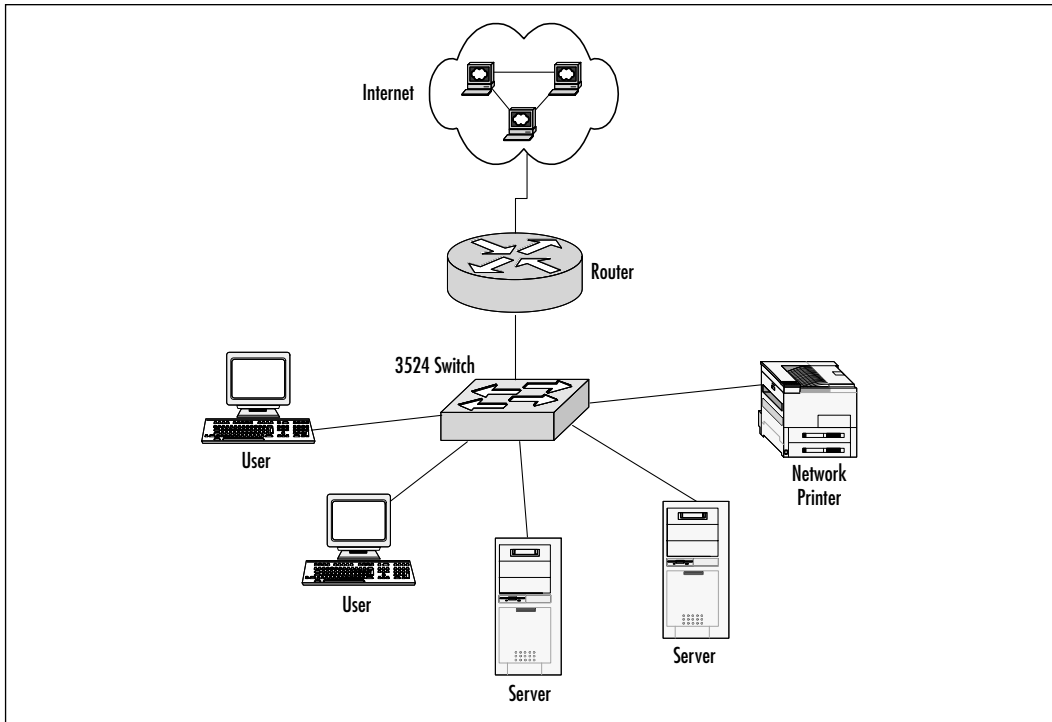 Internet
Router
3524 Switch
User
Network
Printer
User
Server
Server